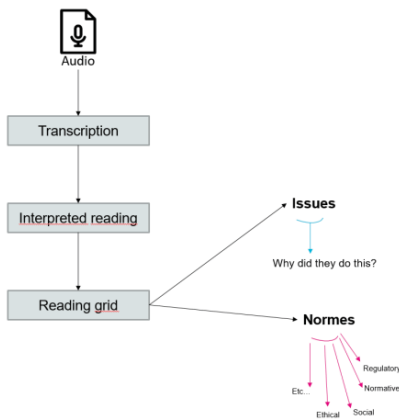 Audio
Transcription
Interpreted reading
Issues
Why did they do this?
Reading grid
Normes
Regulatory
Normative
Etc...
Social
Ethical